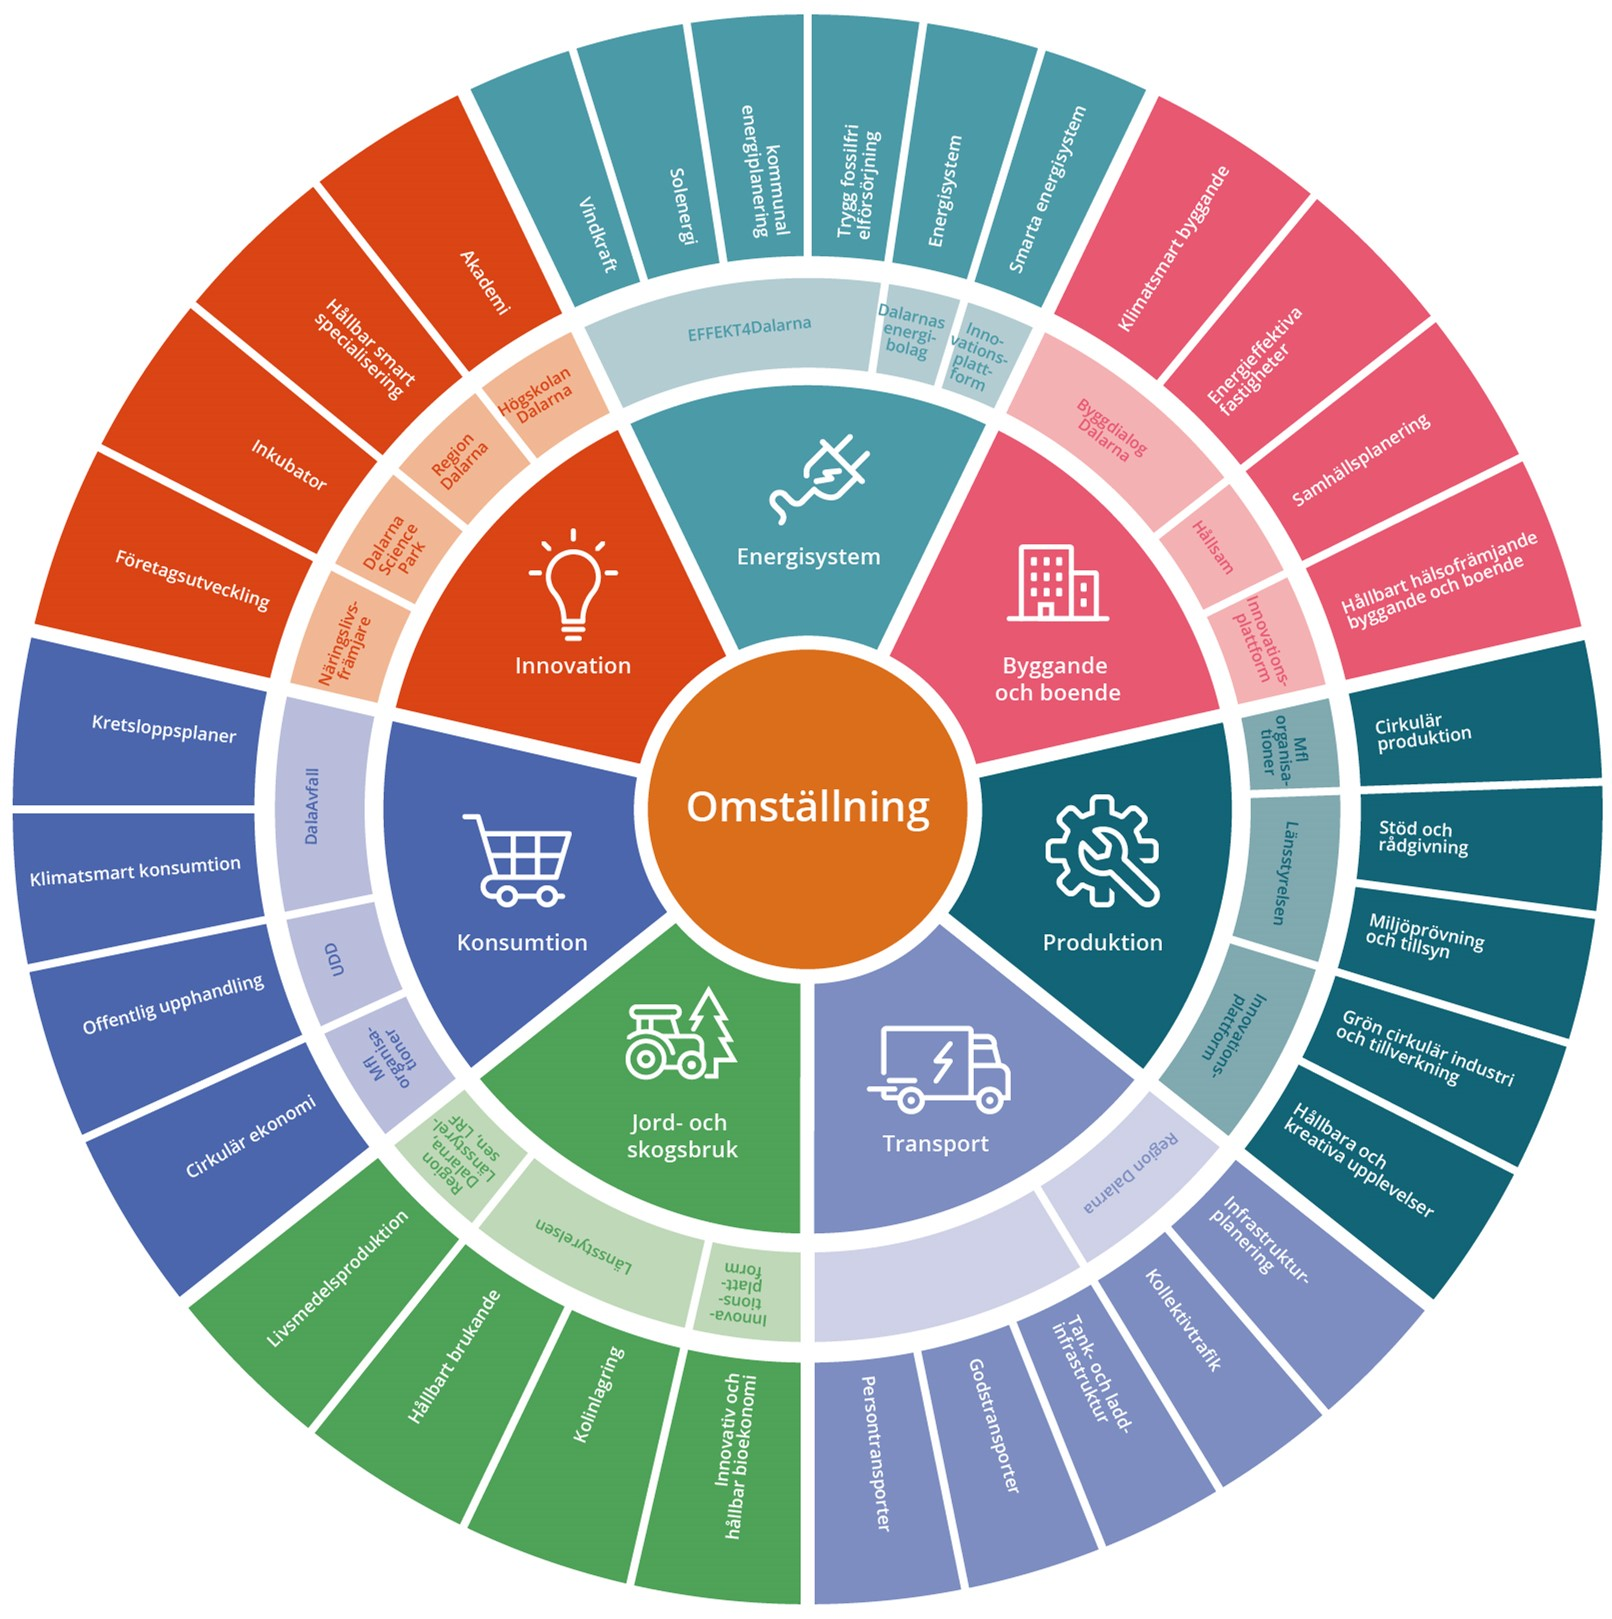 Omställning
Energisystem
EFFEKT4Dalarna
Dalarnas
energi-
bolag
Inno-
vations-
platt-
form
Vindkraft
Solenergi
kommunal
energiplanering
Trygg fossilfri
elförsörjning
Energisystem
Smarta energisystem
Byggande
och boende
Byggdialog
Dalarna
Hållsam
Innovations-
plattform
Klimatsmart byggande
Energieffektiva
fastigheter
Samhällsplanering
Hållbart hälsofrämjande
byggande och boende
Produktion
Mfl
organisa-
tioner
Länsstyrelsen
Innovations-
plattform
Cirkulär
produktion
Stöd och
rådgivning
Miljöprövning
och tillsyn
Grön cirkulär industri
och tillverkning
Hållbara och
kreativa upplevelser
Transport
Region Dalarna
Infrastruktur-
planering
Kollektivtrafik
Tank- och ladd-
infrastruktur
Godstransporter
Persontransporter
Jord- och
skogsbruk
Innova-
tions-
platt-
form
Länsstyrelsen
Region
Dalarna,
Länsstyrel-
sen, LRF
Innovativ och
hållbar bioekonomi
Kolinlagring
Hållbart brukande
Livsmedelsproduktion
Konsumtion
Mfl
organisa-
tioner
UDD
DalaAvfall
Cirkulär ekonomi
Offentlig upphandling
Klimatsmart konsumtion
Kretsloppsplaner
Innovation
Näringslivs-
främjare
Dalarna
Science
Park
Region
Dalarna
Högskolan
Dalarna
Företagsutveckling
Inkubator
Hållbar smart
specialisering
Akademi